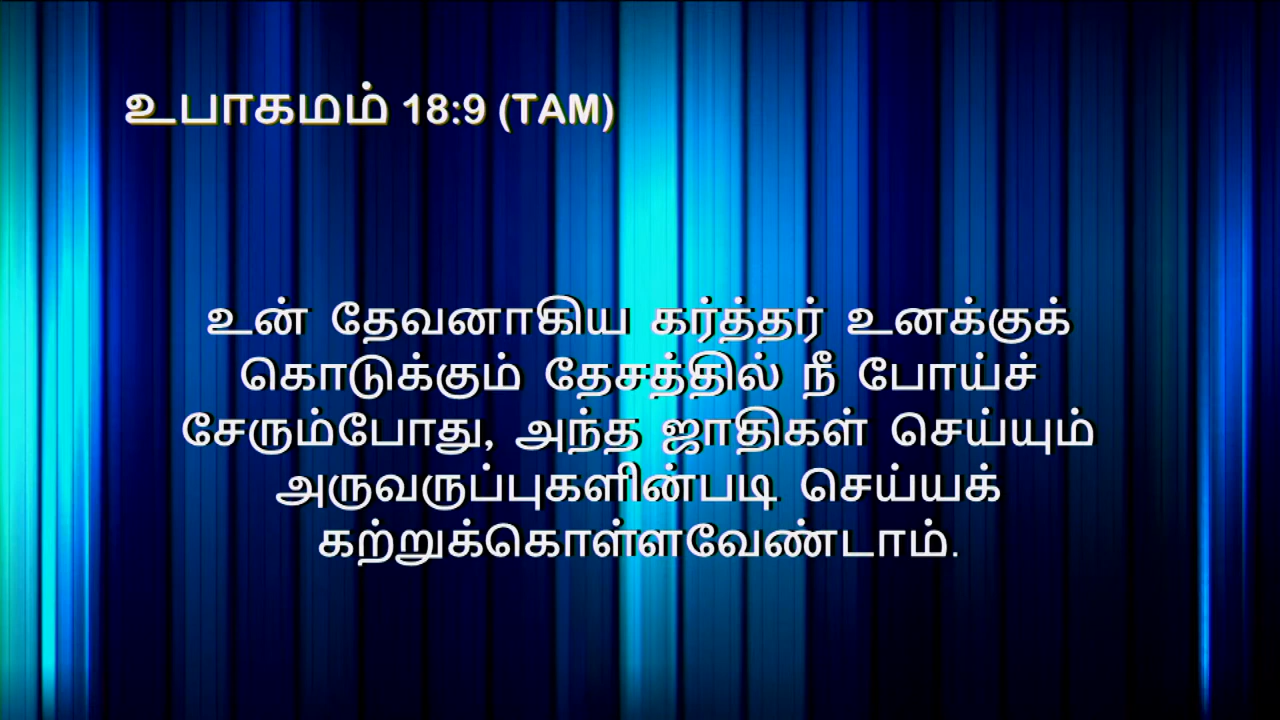 உபாகமம் 18:9 (TAM)
உன் தேவனாகிய கர்த்தர் உனக்குக்
கொடுக்கும் தேசத்தில் நீ போய்ச்
சேரும்போது, அந்த ஜாதிகள் செய்யும்
அருவருப்புகளின்படி செய்யக்
கற்றுக்கொள்ளவேண்டாம்.